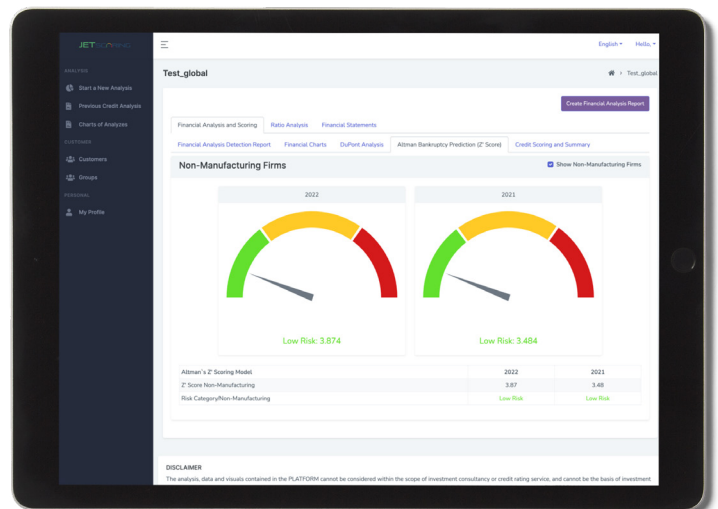 JETSCORING
English
Hello,
ANALYSIS
Start a New Analysis
Previous Credit Analysis
Charts of Analyzes
CUSTOMER
Customers
Groups
PERSONAL
My Profile
Test_global
> Test_global
Create Financial Analysis Report
Financial Analysis and Scoring Ratio Analysis Financial Statements
Financial Analysis Detection Report Financial Charts DuPont Analysis Altman Bankruptcy Prediction (Z' Score) Credit Scoring and Summary
Non-Manufacturing Firms
Show Non-Manufacturing Firms
2022 2021
Low Risk: 3.874 Low Risk: 3.484
Altman`s Z' Scoring Model 2022 2021
Z' Score Non-Manufacturing 3.87 3.48
Risk Category/Non-Manufacturing Low Risk Low Risk
DISCLAIMER
The analysis, data and visuals contained in the PLATFORM cannot be considered within the scope of investment consultancy or credit rating service, and cannot be the basis of investment